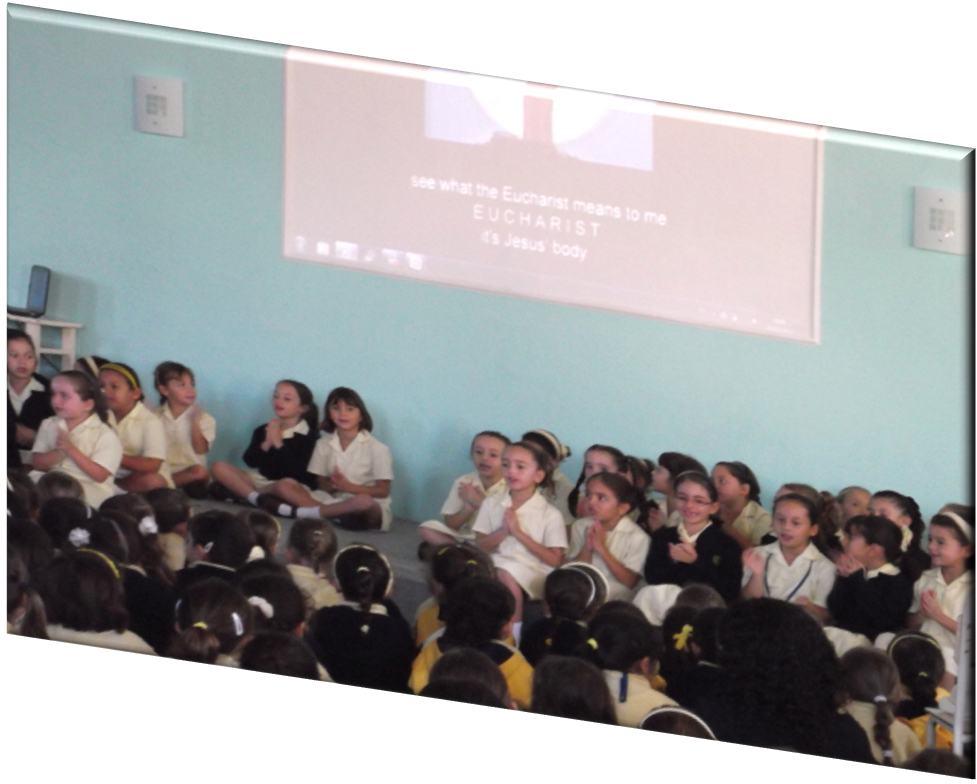 see what the Eucharist means to me
EUCHARIST
it's Jesus' body